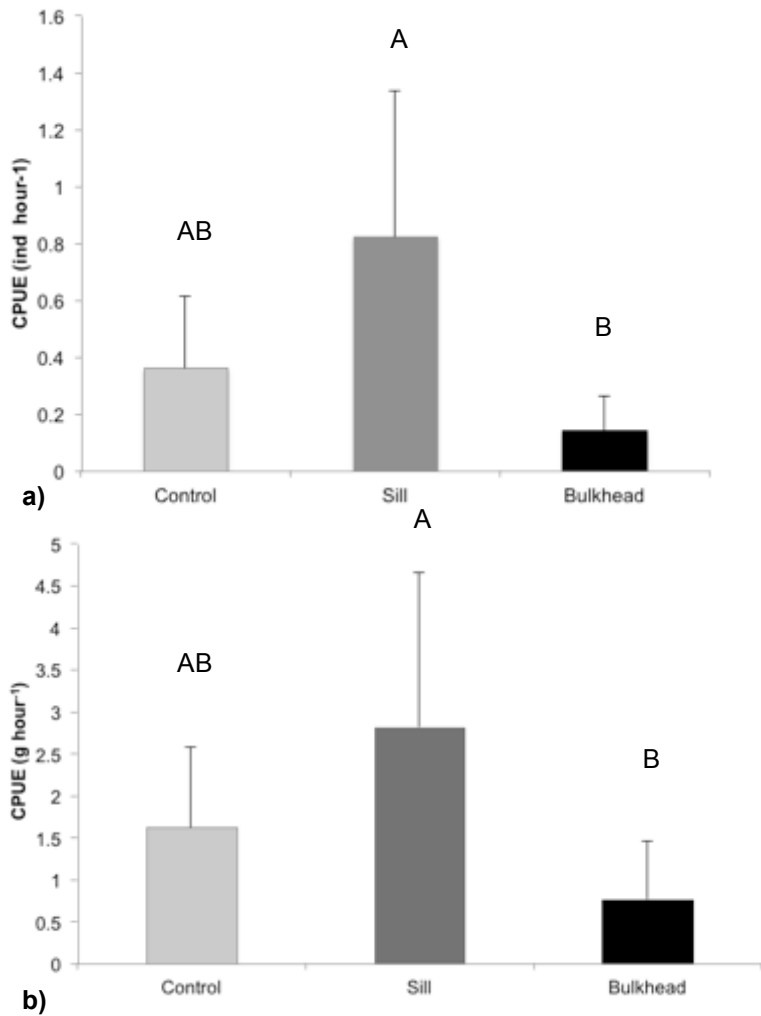 1.6
A
1.4
1.2
1
AB
0.8
CPUE (ind hour-1)
0.6
B
0.4
0.2
0
a)
Control Sill Bulkhead
A
5
4.5
4
AB
3.5
3
CPUE (g hour⁻¹)
2.5
B
2
1.5
1
0.5
0
Control Sill Bulkhead
b)